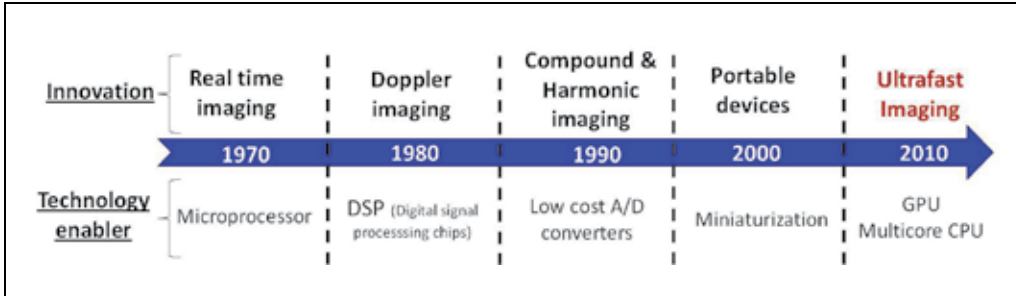 Innovation
Real time
imaging
Doppler
imaging
Compound &
Harmonic
imaging
Portable
devices
Ultrafast
Imaging
1970
1980
1990
2000
2010
Technology
enabler
Microprocessor
DSP (Digital signal
processsing chips)
Low cost A/D
converters
Miniaturization
GPU
Multicore CPU